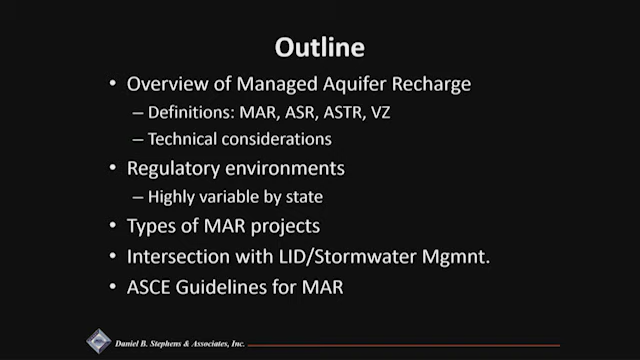 Outline
• Overview of Managed Aquifer Recharge
– Definitions: MAR, ASR, ASTR, VZ
– Technical considerations
• Regulatory environments
– Highly variable by state
• Types of MAR projects
• Intersection with LID/Stormwater Mgmnt.
• ASCE Guidelines for MAR
Daniel B. Stephens & Associates, Inc.